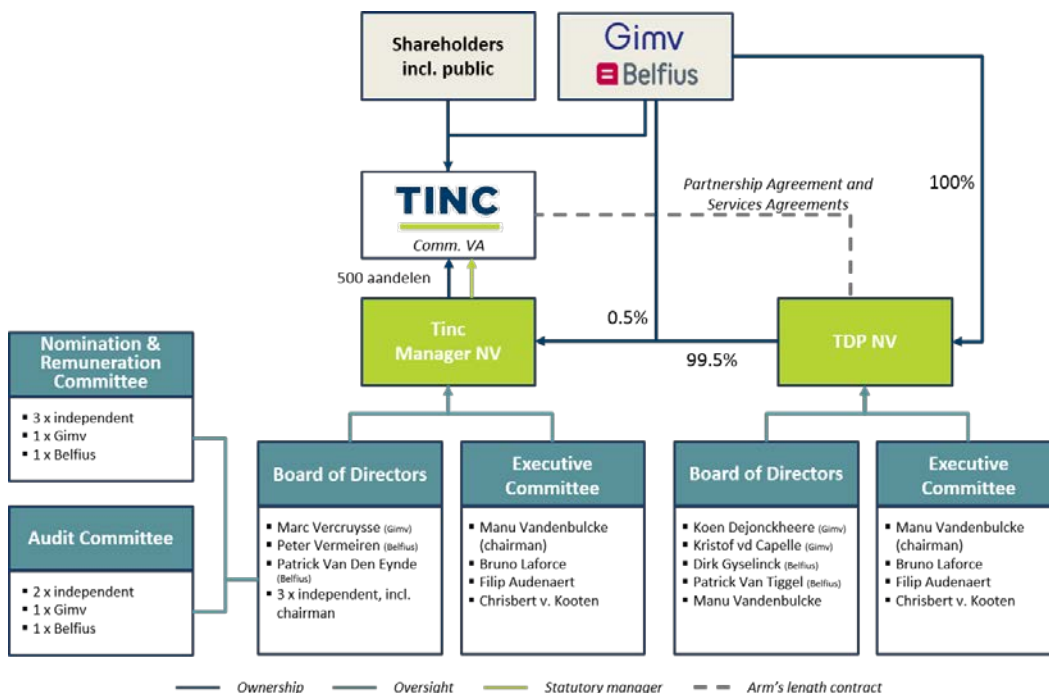 Shareholders
incl. public
Gimv
Belfius
TINC
Comm. VA
Partnership Agreement and
Services Agreements
100%
500 aandelen
Tinc
Manager NV
0.5%
99.5%
TDP NV
Nomination &
Remuneration
Committee
▪ 3 x independent
▪ 1 x Gimv
▪ 1 x Belfius
Audit Committee
▪ 2 x independent
▪ 1 x Gimv
▪ 1 x Belfius
Board of Directors
▪ Marc Vercruysse (Gimv)
▪ Peter Vermeiren (Belfius)
▪ Patrick Van Den Eynde
(Belfius)
▪ 3 x independent, incl.
chairman
Executive
Committee
▪ Manu Vandenbulcke
(chairman)
▪ Bruno Laforce
▪ Filip Audenaert
▪ Chrisbert v. Kooten
Board of Directors
▪ Koen Dejonckheere (Gimv)
▪ Kristof vd Capelle (Gimv)
▪ Dirk Gyselinck (Belfius)
▪ Patrick Van Tiggel (Belfius)
▪ Manu Vandenbulcke
Executive
Committee
▪ Manu Vandenbulcke
(chairman)
▪ Bruno Laforce
▪ Filip Audenaert
▪ Chrisbert v. Kooten
Ownership
Oversight
Statutory manager
Arm's length contract